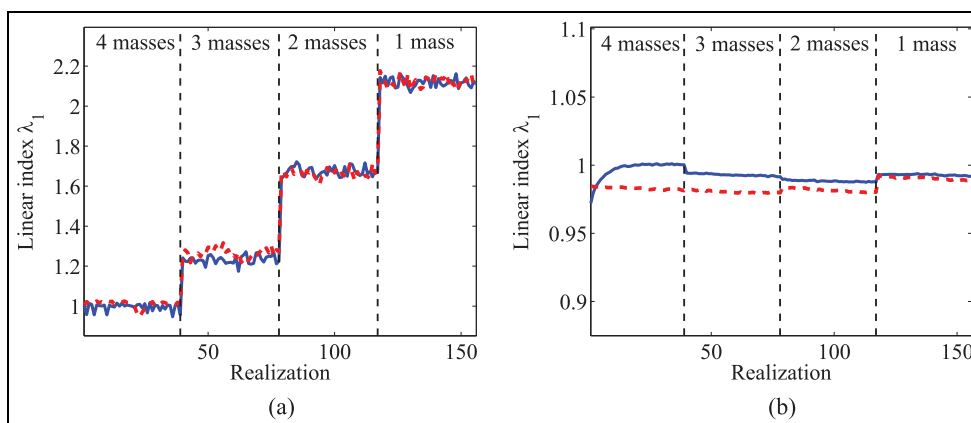 4 masses 3 masses 2 masses 1 mass
2.2
2
1.8
1.6
1.4
1.2
1
Linear index λ1
50 100 150
Realization
(a)
4 masses 3 masses 2 masses 1 mass
1.1
1.05
1
0.95
0.9
Linear index λ1
50 100 150
Realization
(b)